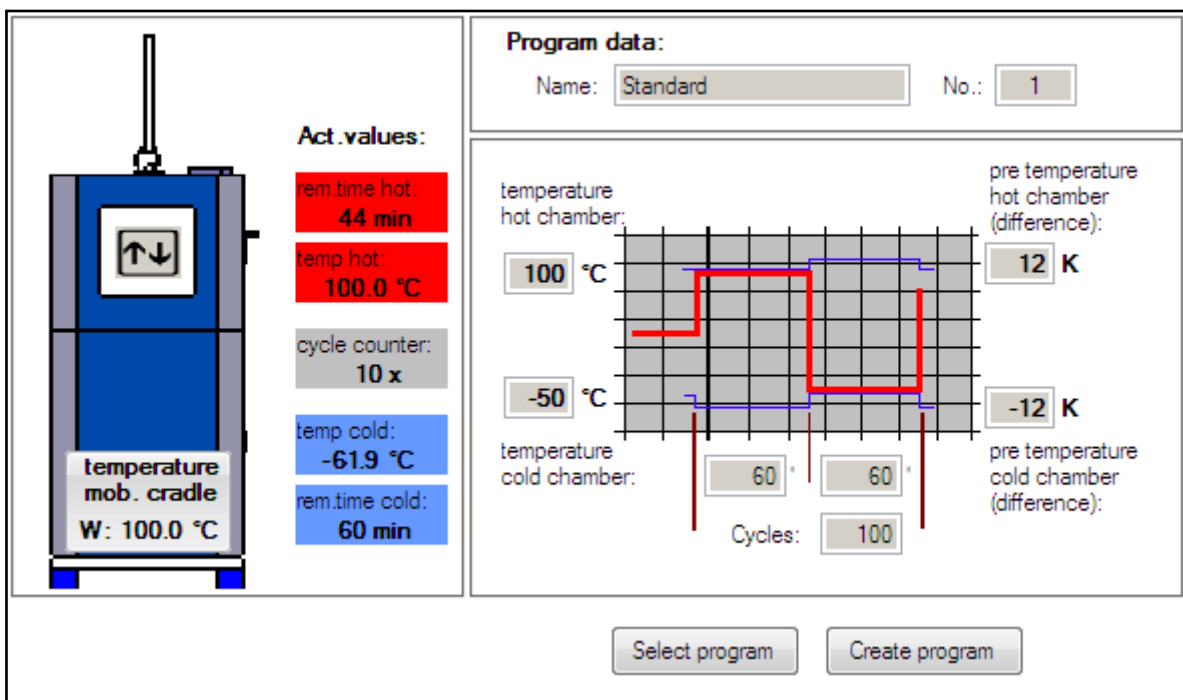 Act.values:
rem.time hot:
44 min
temp hot:
100.0 °C
cycle counter:
10 x
temp cold:
-61.9 °C
rem.time cold:
60 min
temperature
mob. cradle
W: 100.0 °C
Program data:
Name: Standard No.: 1
temperature
hot chamber:
100 °C
-50 °C
temperature
cold chamber:
pre temperature
hot chamber
(difference):
12 K
-12 K
pre temperature
cold chamber
(difference):
60 ' 60 '
Cycles: 100
Select program Create program